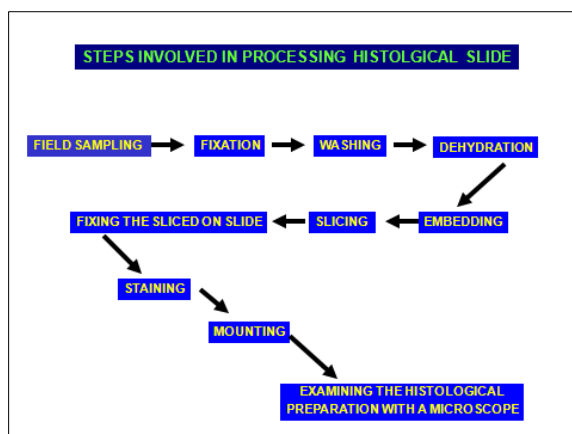 STEPS INVOLVED IN PROCESSING HISTOLGICAL SLIDE
FIELD SAMPLING
FIXATION
WASHING
DEHYDRATION
EMBEDDING
SLICING
FIXING THE SLICED ON SLIDE
STAINING
MOUNTING
EXAMINING THE HISTOLOGICAL
PREPARATION WITH A MICROSCOPE